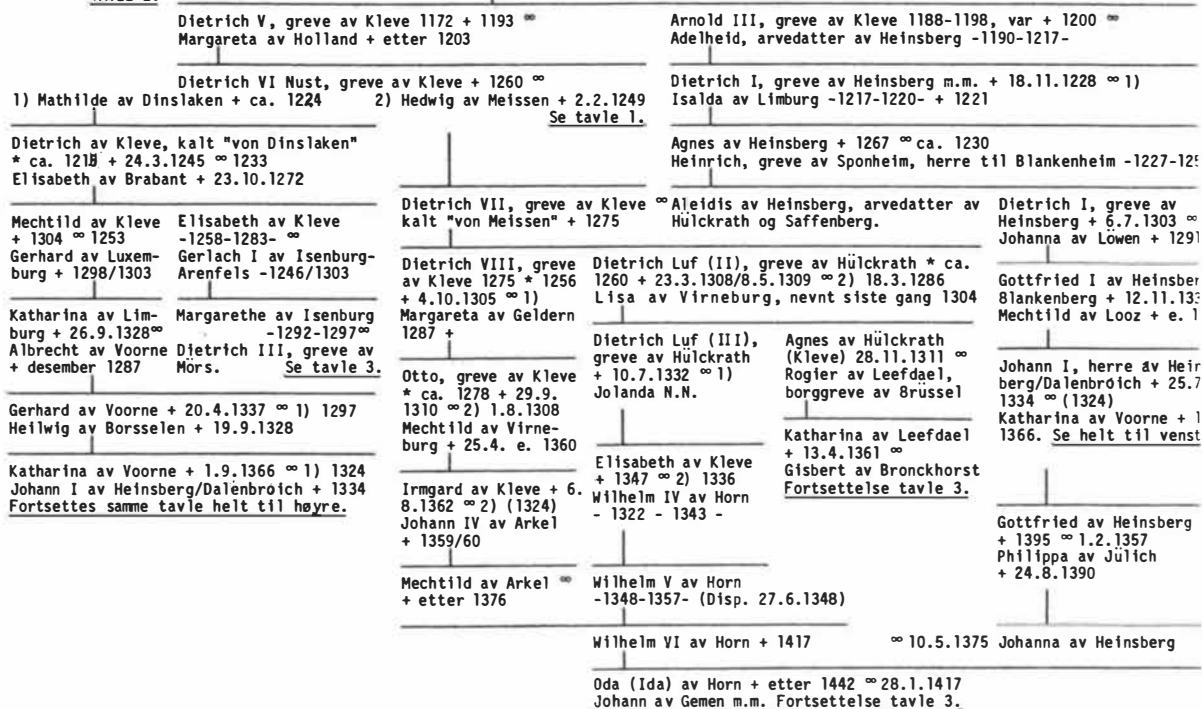 Dietrich V, greve av Kleve 1172 + 1193 ∞
Margareta av Holland + etter 1203
Arnold III, greve av Kleve 1188-1198, var + 1200 ∞
Adelheid, arvedatter av Heinsberg -1190-1217-
Dietrich VI Nust, greve av Kleve + 1260 ∞
1) Mathilde av Dinslaken + ca. 1224
2) Hedwig av Meissen + 2.2.1249
Se tavle 1.
Dietrich I, greve av Heinsberg m.m. + 18.11.1228 ∞ 1)
Isalda av Limburg -1217-1220- + 1221
Dietrich av Kleve, kalt "von Dinslaken"
* ca. + 24.3.1245 ∞ 1233
Elisabeth av Brabant + 23.10.1272
Agnes av Heinsberg + 1267 ∞ ca. 1230
Heinrich, greve av Sponheim, herre til Blankenheim -1227-
Mechtild av Kleve
+ 1304 ∞ 1253
Gerhard av Luxem-
burg + 1298/1303
Elisabeth av Kleve
-1258-1283- ∞
Gerlach I av Isenburg-
Arenfels -1246/1303
Dietrich VII, greve av Kleve ∞
kalt "von Meissen" + 1275
Aleidis av Heinsberg, arvedatter av
Hülckrath og Saffenberg.
Dietrich I, greve av
Heinsberg + 6.7.1303 ∞
Johanna av Löwen + 1291
Katharina av Lim-
burg + 26.9.1328∞
Albrecht av Voorne
+ desember 1287
Margarethe av Isenburg
-1292-1297∞
Dietrich III, greve av
Mörs. Se tavle 3.
Dietrich VIII, greve
av Kleve 1275 * 1256
+ 4.10.1305 ∞ 1)
Margareta av Geldern
1287 +
Dietrich Luf (II), greve av Hülckrath * ca.
1260 + 23.3.1308/8.5.1309 ∞ 2) 18.3.1286
Lisa av Virneburg, nevnt siste gang 1304
Gottfried I av Heinsber
Blankenberg + 12.11.13
Mechtild av Looz + e. 1
Gerhard av Voorne + 20.4.1337 ∞ 1) 1297
Heilwig av Borsselen + 19.9.1328
Otto, greve av Kleve
* ca. 1278 + 29.9.
1310 ∞ 2) 1.8.1308
Mechtild av Virne-
burg + 25.4. e. 1360
Dietrich Luf (III),
greve av Hülckrath
+ 10.7.1332 ∞ 1)
Jolanda N.N.
Agnes av Hülckrath
(Kleve) 28.11.1311 ∞
Rogier av Leefdael,
borggreve av Brüssel
Johann I, herre av Hein
berg/Dalenbroich + 25.7
1334 ∞ (1324)
Katharina av Voorne + 1
1366. Se helt til venst
Katharina av Voorne + 1.9.1366 ∞ 1) 1324
Johann I av Heinsberg/Dalenbroich + 1334
Fortsettes samme tavle helt til høyre.
Irmgard av Kleve + 6.
8.1362 ∞ 2) (1324)
Johann IV av Arkel
+ 1359/60
Elisabeth av Kleve
+ 1347 ∞ 2) 1336
Wilhelm IV av Horn
- 1322 - 1343 -
Katharina av Leefdael
+ 13.4.1361 ∞
Gisbert av Bronckhorst
Fortsettelse tavle 3.
Gottfried av Heinsberg
+ 1395 ∞ 1.2.1357
Philippa av Jülich
+ 24.8.1390
Mechtild av Arkel ∞
+ etter 1376
Wilhelm V av Horn
-1348-1357- (Disp. 27.6.1348)
Wilhelm VI av Horn + 1417 ∞ 10.5.1375 Johanna av Heinsberg
Oda (Ida) av Horn + etter 1442 ∞ 28.1.1417
Johann av Gemen m.m. Fortsettelse tavle 3.